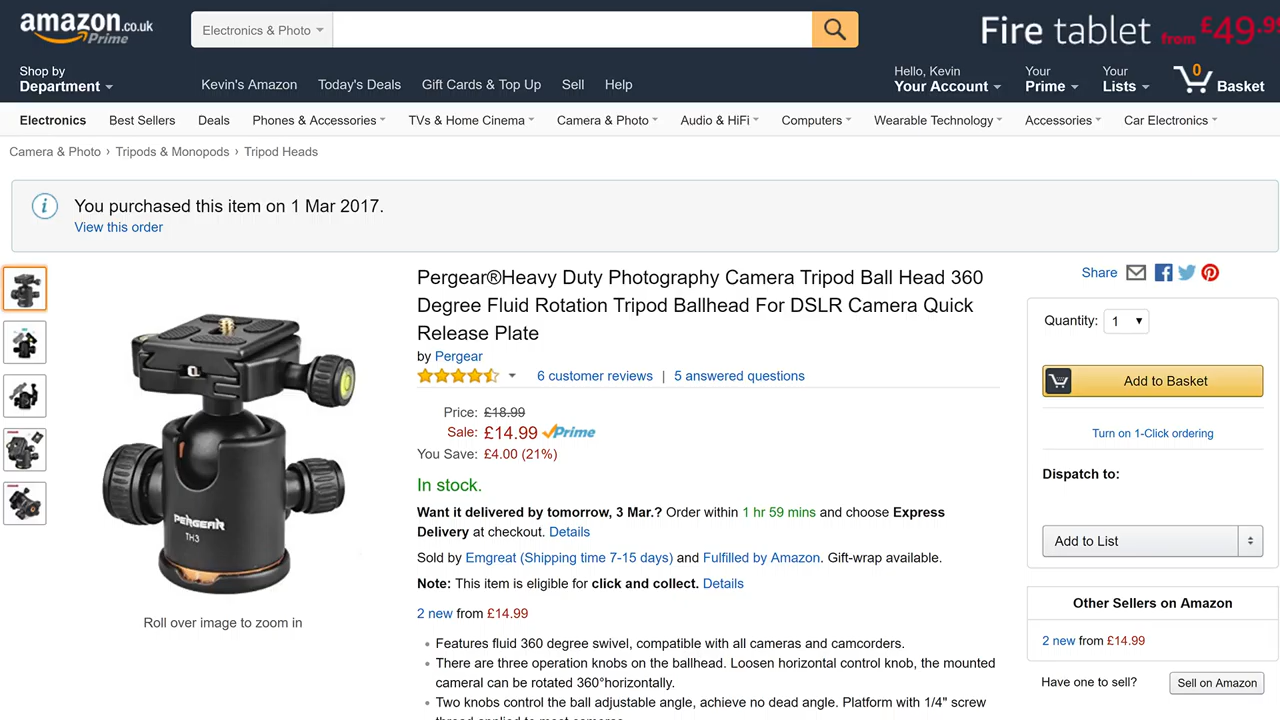 amazon.co.uk
Prime
Electronics & Photo
Fire tablet from £49.99
Shop by
Department
Kevin's Amazon
Today's Deals
Gift Cards & Top Up
Sell
Help
Hello, Kevin
Your Account
Your
Prime
Your
Lists
0
Basket
Electronics
Best Sellers
Deals
Phones & Accessories
TVs & Home Cinema
Camera & Photo
Audio & HiFi
Computers
Wearable Technology
Accessories
Car Electronics
Camera & Photo › Tripods & Monopods › Tripod Heads
i
You purchased this item on 1 Mar 2017.
View this order
PERGEAR
TH3
Roll over image to zoom in
Pergear®Heavy Duty Photography Camera Tripod Ball Head 360
Degree Fluid Rotation Tripod Ballhead For DSLR Camera Quick
Release Plate
by Pergear
6 customer reviews | 5 answered questions
Price: £18.99
Sale: £14.99 Prime
You Save: £4.00 (21%)
In stock.
Want it delivered by tomorrow, 3 Mar.? Order within 1 hr 59 mins and choose Express
Delivery at checkout. Details
Sold by Emgreat (Shipping time 7-15 days) and Fulfilled by Amazon. Gift-wrap available.
Note: This item is eligible for click and collect. Details
2 new from £14.99
• Features fluid 360 degree swivel, compatible with all cameras and camcorders.
• There are three operation knobs on the ballhead. Loosen horizontal control knob, the mounted
cameral can be rotated 360°horizontally.
• Two knobs control the ball adjustable angle, achieve no dead angle. Platform with 1/4" screw
thread applied to most cameras.
Share
Quantity: 1
Add to Basket
Turn on 1-Click ordering
Dispatch to:
Add to List
Other Sellers on Amazon
2 new from £14.99
Have one to sell?
Sell on Amazon